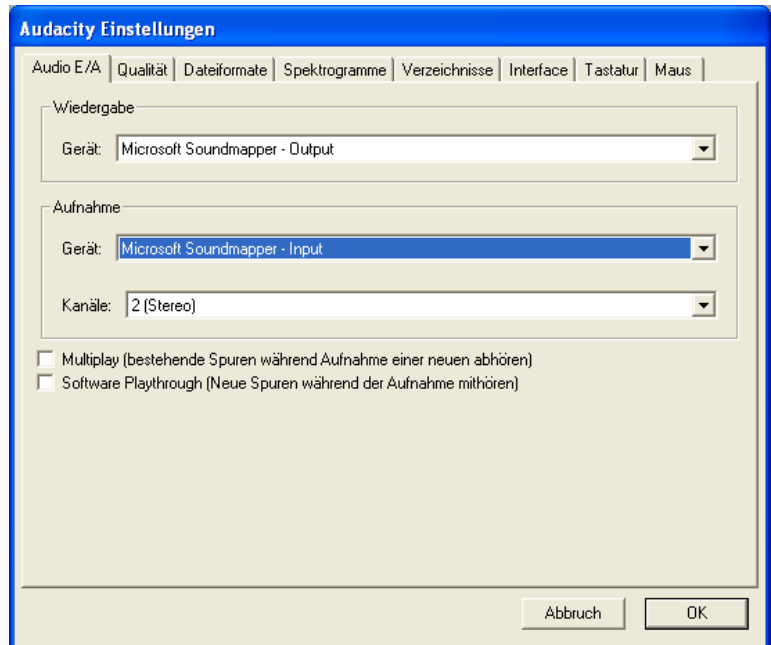 Audacity Einstellungen
Audio E/A Qualität Dateiformate Spektrogramme Verzeichnisse Interface Tastatur Maus
Wiedergabe
Gerät: Microsoft Soundmapper - Output
Aufnahme
Gerät: Microsoft Soundmapper - Input
Kanäle: 2 (Stereo)
Multiplay (bestehende Spuren während Aufnahme einer neuen abhören)
Software Playthrough (Neue Spuren während der Aufnahme mithören)
Abbruch OK